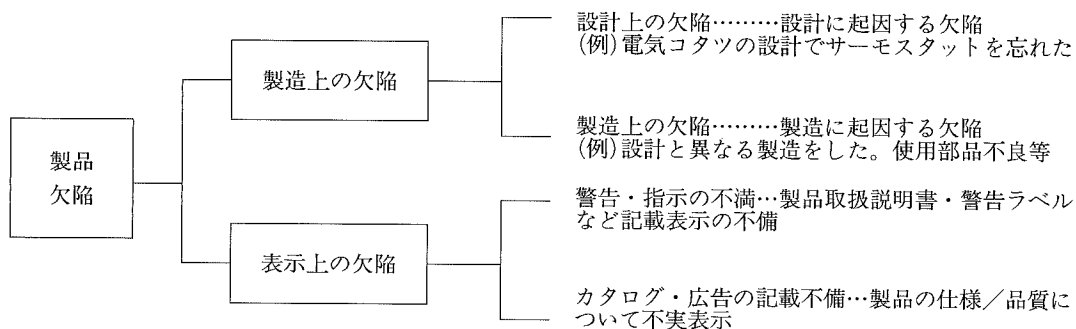 製品
欠陥
製造上の欠陥
設計上の欠陥………設計に起因する欠陥
(例)電気コタツの設計でサーモスタットを忘れた
製造上の欠陥………製造に起因する欠陥
(例)設計と異なる製造をした。使用部品不良等
表示上の欠陥
警告・指示の不満…製品取扱説明書・警告ラベル
など記載表示の不備
カタログ・広告の記載不備…製品の仕様／品質に
ついて不実表示